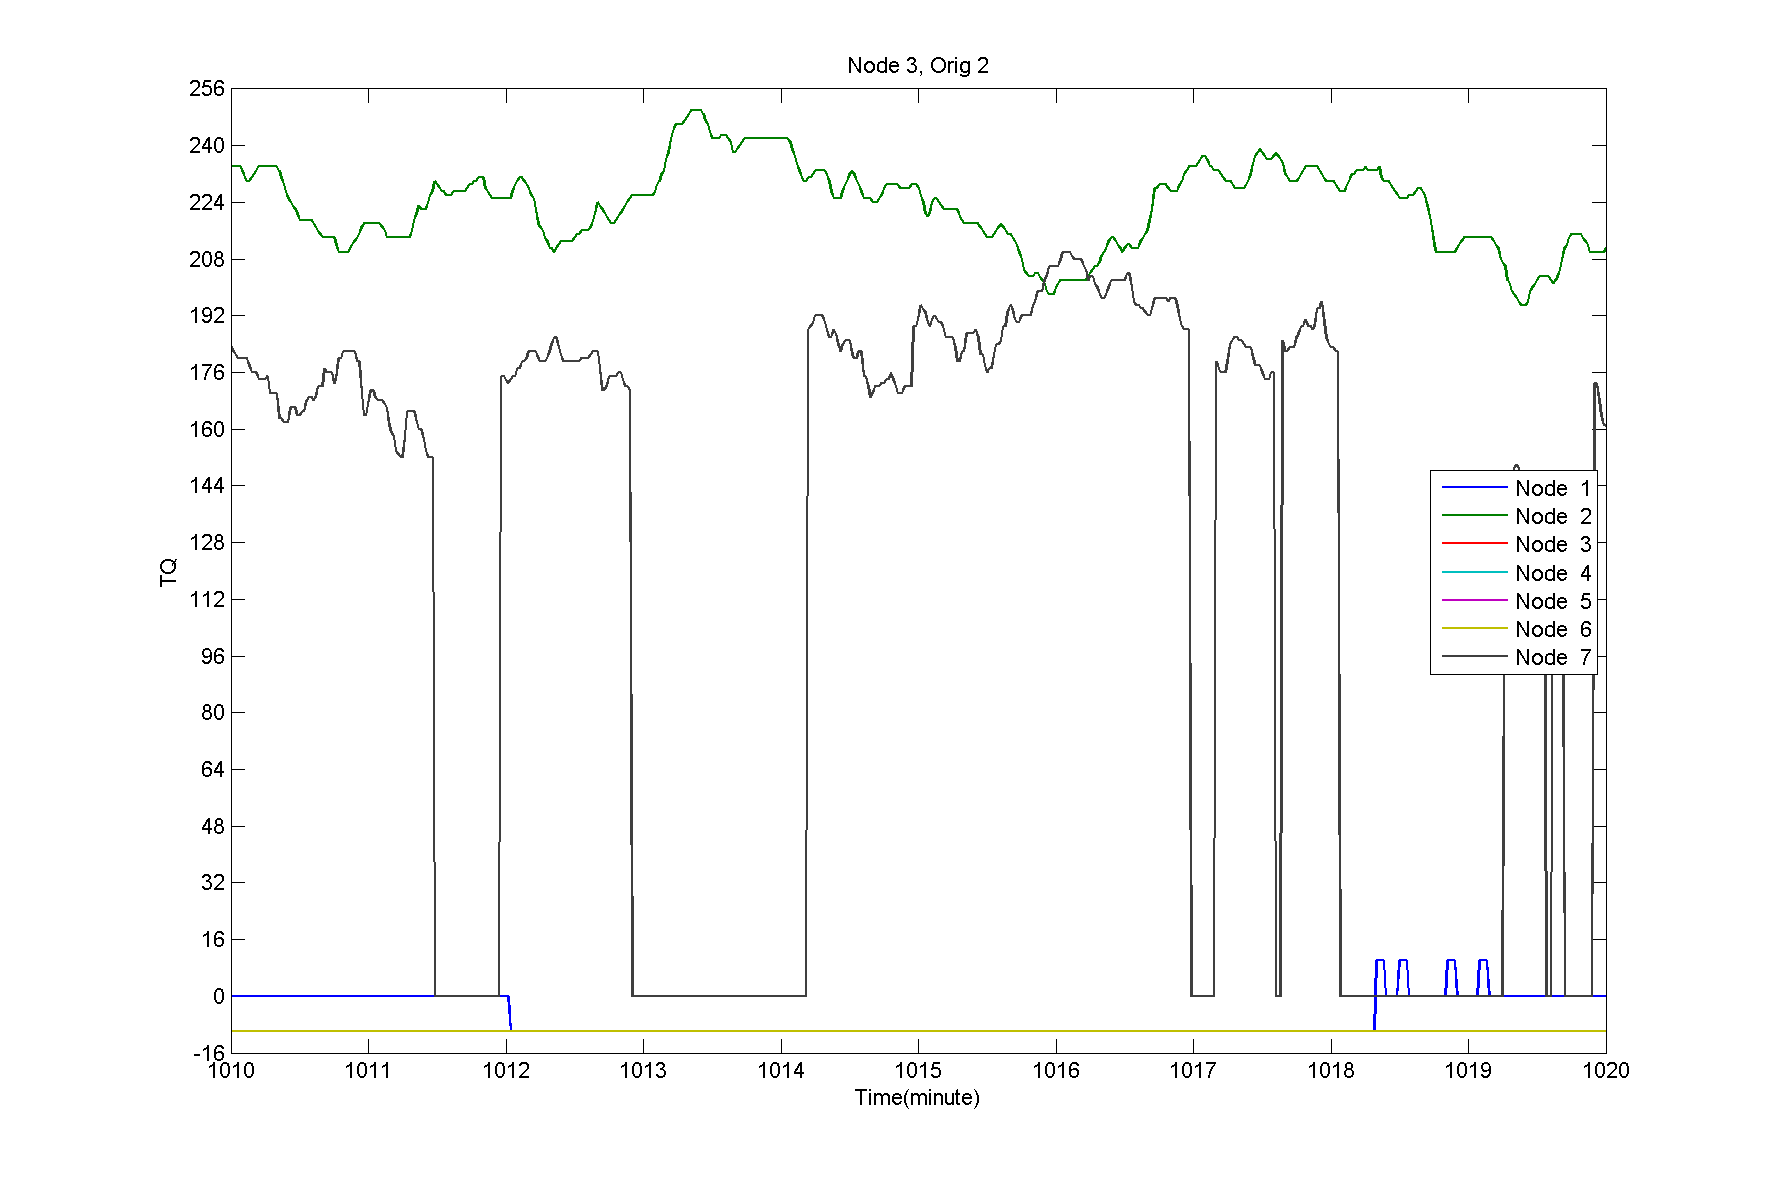 Node 3, Orig 2
256
240
224
208
192
176
160
144
128
112
96
80
64
48
32
16
0
-16
TQ
Node 1
Node 2
Node 3
Node 4
Node 5
Node 6
Node 7
1010 1011 1012 1013 1014 1015 1016 1017 1018 1019 1020
Time(minute)